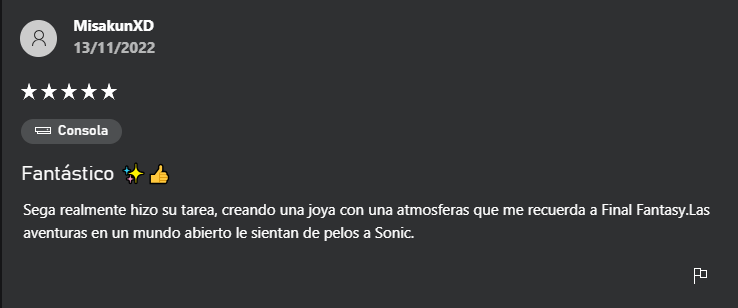 MisakunXD
13/11/2022
Consola
Fantástico ✨👍
Sega realmente hizo su tarea, creando una joya con una atmosferas que me recuerda a Final Fantasy.Las
aventuras en un mundo abierto le sientan de pelos a Sonic.